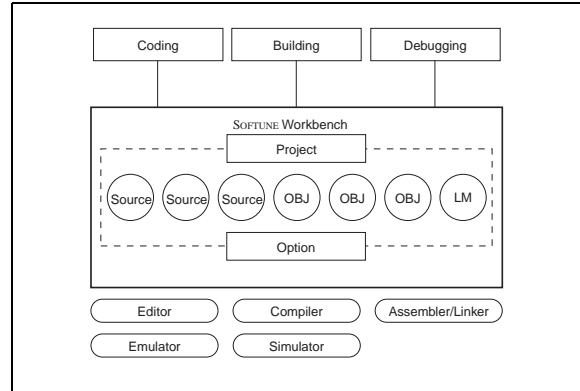 Coding Building Debugging
SOFTUNE Workbench
Project
Source Source Source OBJ OBJ OBJ LM
Option
Editor Compiler Assembler/Linker
Emulator Simulator